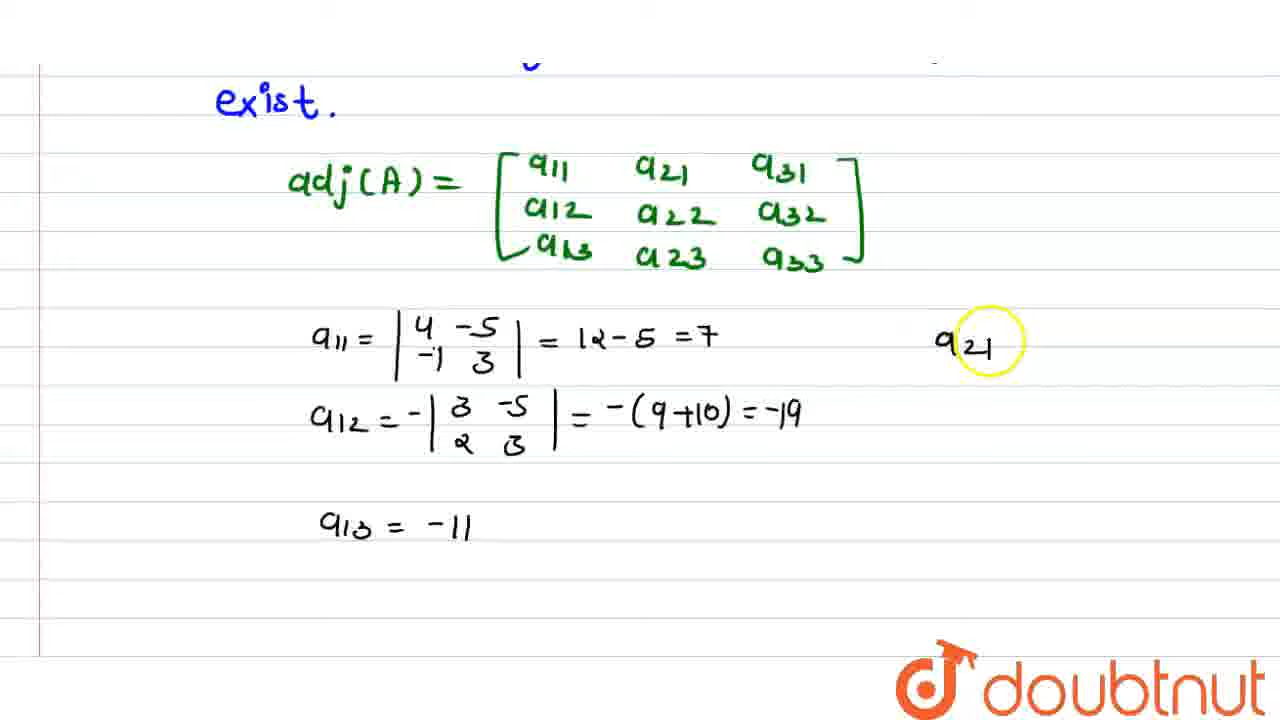 exist.
adj(A) = [ a11 a21 a31
a12 a22 a32
a13 a23 a33 ]
a11 = | 4 -5 | = 12 - 5 = 7
| -1 3 |
a21
a12 = - | 3 -5 | = -(9+10) = -19
| 2 3 |
a13 = -11
doubtnut